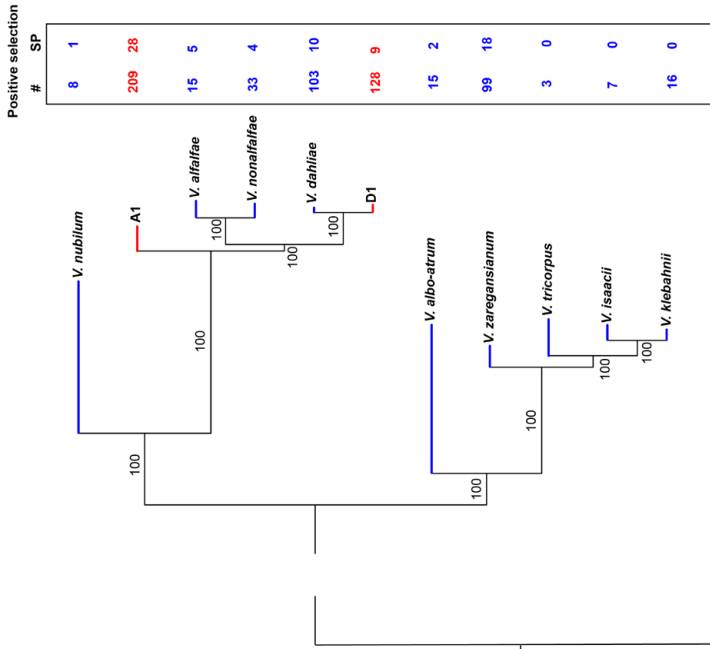 Positive selection
# SP
V. nubilum 8 1
A1 209 28
V. alfalfae 15 5
V. nonalfalfae 33 4
V. dahliae 103 10
D1 128 9
V. albo-atrum 15 2
V. zaregansianum 99 18
V. tricorpus 3 0
V. isaacii 7 0
V. klebahnii 16 0
100
100
100
100
100
100
100
100
100